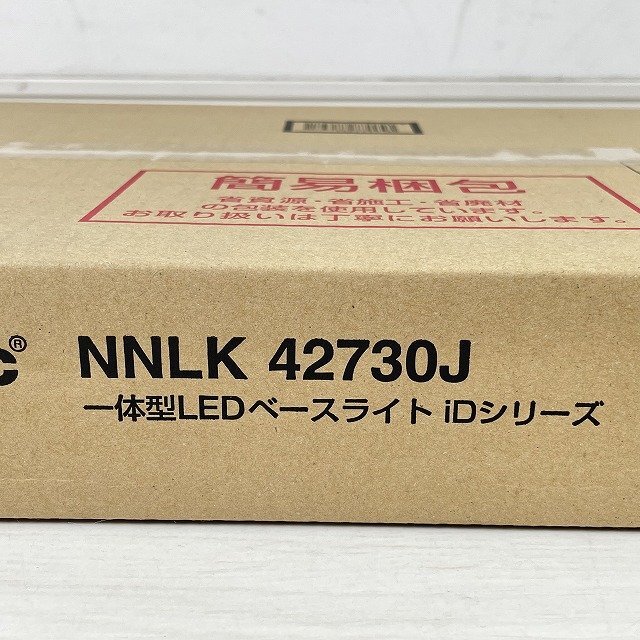 簡易梱包
省資源・省施工・省廃材
の包装を使用しています。
お取り扱いは丁寧にお願いします。
c® NNLK 42730J
一体型LEDベースライト iDシリーズ